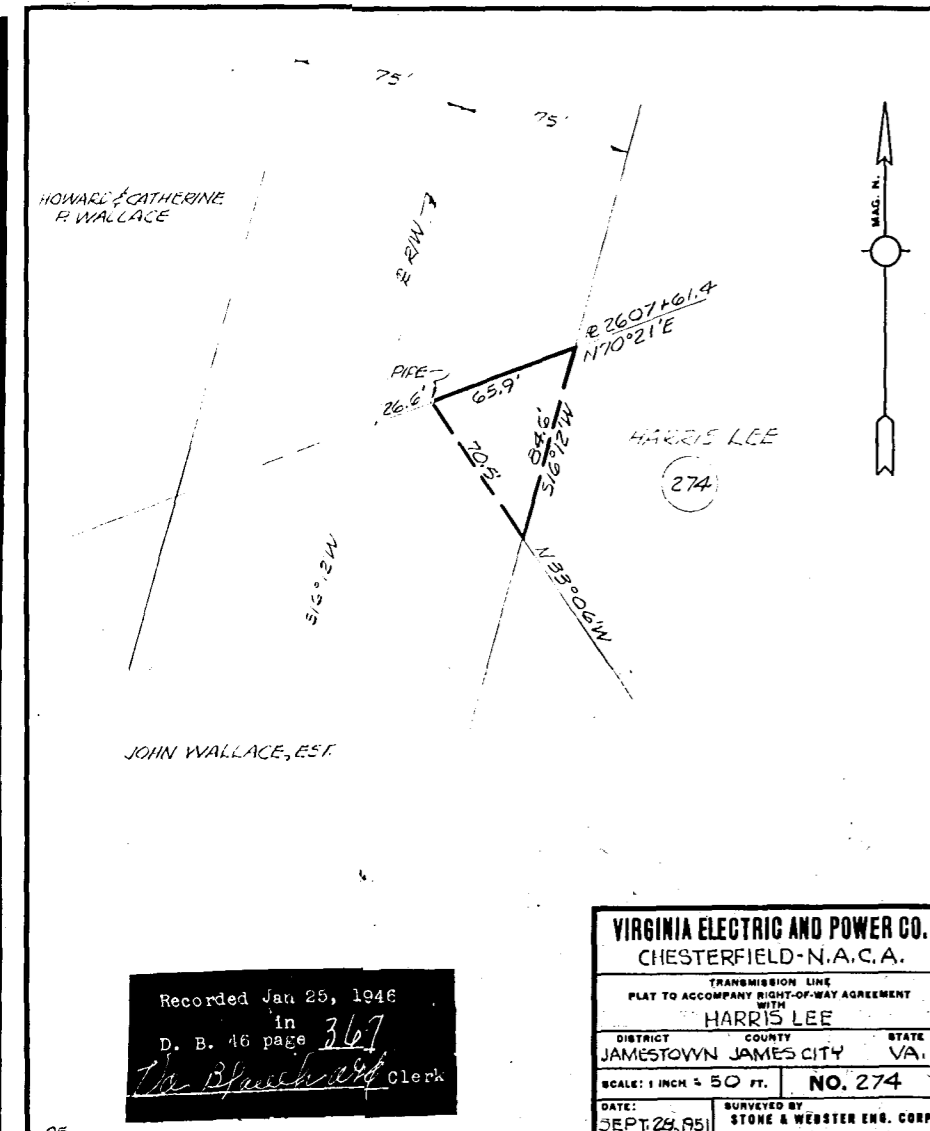 75'
75'
HOWARD & CATHERINE
P. WALLACE
MAG. N.
R/W
℄ 2607+61.4
N70°21'E
PIPE
26.6'
65.9'
70.5'
84.6'
S16°12'W
HARRIS LEE
274
S16°12'W
N33°06'W
JOHN WALLACE, EST.
VIRGINIA ELECTRIC AND POWER CO.
CHESTERFIELD-N.A.C.A.
TRANSMISSION LINE
PLAT TO ACCOMPANY RIGHT-OF-WAY AGREEMENT
WITH
HARRIS LEE
DISTRICT COUNTY STATE
JAMESTOWN JAMES CITY VA.
SCALE: 1 INCH = 50 FT. NO. 274
DATE: SURVEYED BY
SEPT. 28, 1951 STONE & WEBSTER ENG. CORP
Recorded Jan 25, 1946
in
D. B. 46 page 367
Clerk